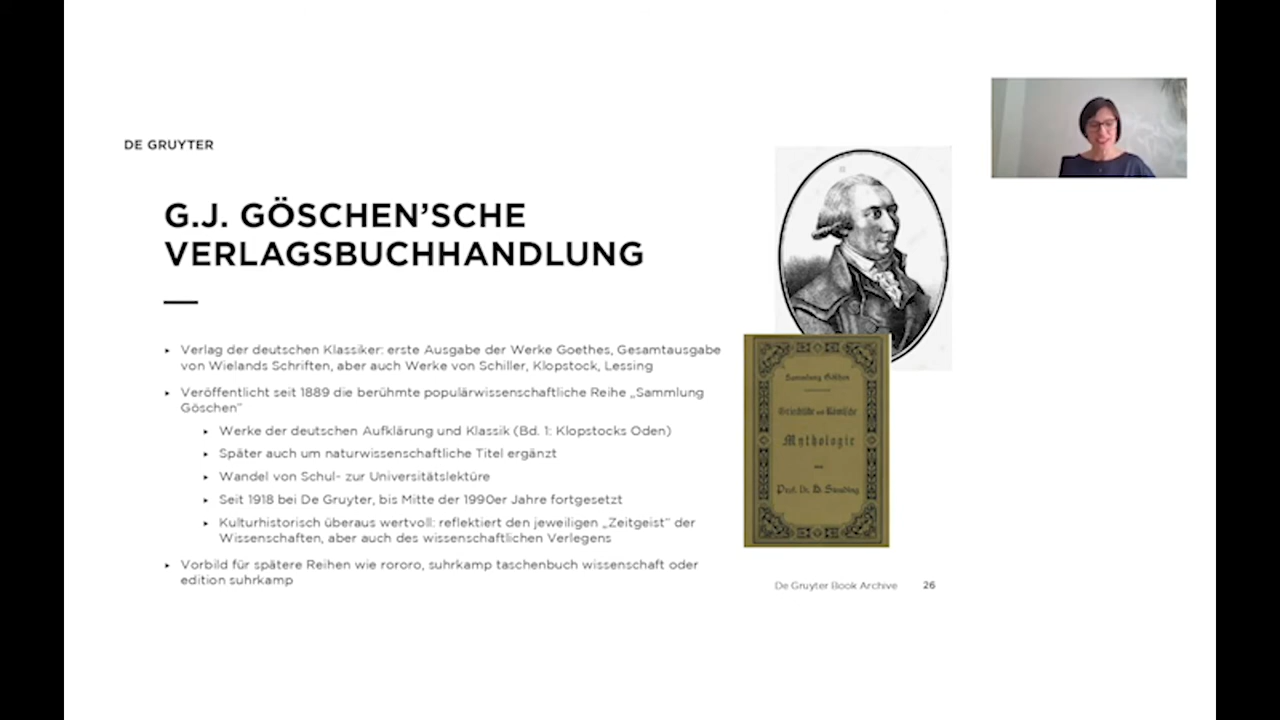 DE GRUYTER
G.J. GÖSCHEN’SCHE
VERLAGSBUCHHANDLUNG
▸ Verlag der deutschen Klassiker: erste Ausgabe der Werke Goethes, Gesamtausgabe
von Wielands Schriften, aber auch Werke von Schiller, Klopstock, Lessing
▸ Veröffentlicht seit 1889 die berühmte populärwissenschaftliche Reihe „Sammlung
Göschen“
▸ Werke der deutschen Aufklärung und Klassik (Bd. 1: Klopstocks Oden)
▸ Später auch um naturwissenschaftliche Titel ergänzt
▸ Wandel von Schul- zur Universitätslektüre
▸ Seit 1918 bei De Gruyter, bis Mitte der 1990er Jahre fortgesetzt
▸ Kulturhistorisch überaus wertvoll: reflektiert den jeweiligen „Zeitgeist“ der
Wissenschaften, aber auch des wissenschaftlichen Verlegens
▸ Vorbild für spätere Reihen wie rororo, suhrkamp taschenbuch wissenschaft oder
edition suhrkamp
Sammlung Göschen
Griechische und Römische
Mythologie
von
Prof. Dr. H. Steuding
De Gruyter Book Archive 26